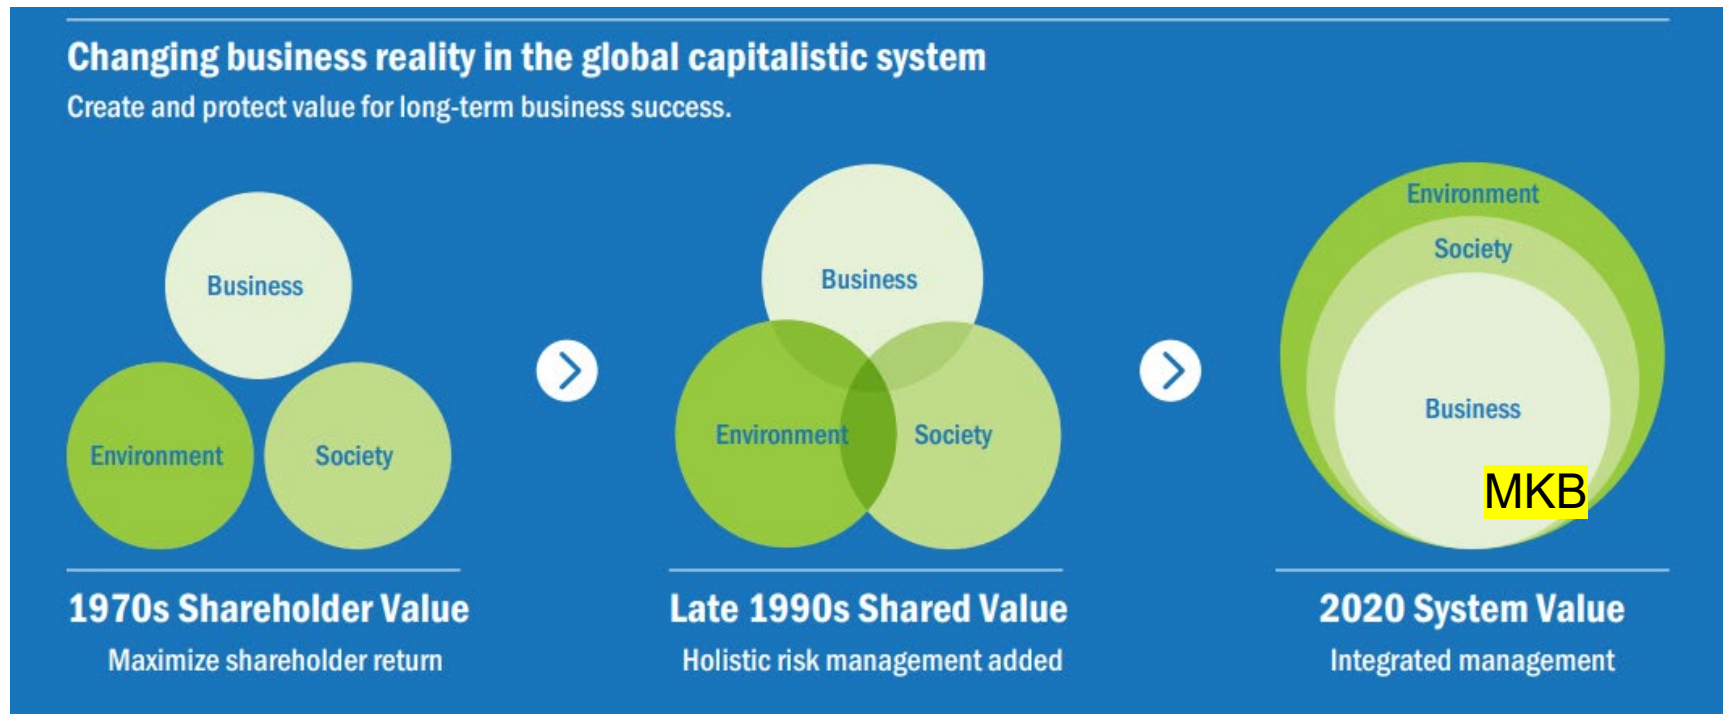 Changing business reality in the global capitalistic system
Create and protect value for long-term business success.
Business
Environment
Society
1970s Shareholder Value
Maximize shareholder return
Business
Environment
Society
Late 1990s Shared Value
Holistic risk management added
Environment
Society
Business
MKB
2020 System Value
Integrated management